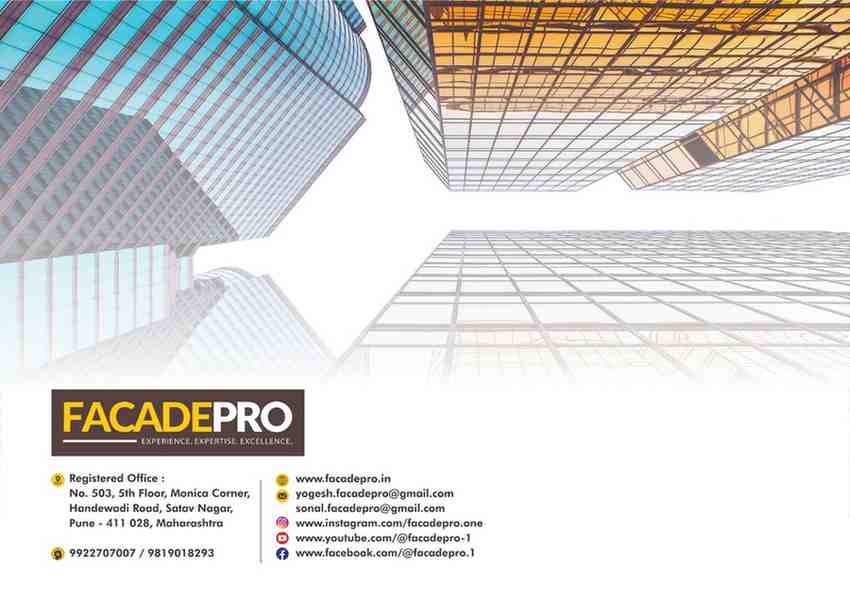 FACADEPRO
EXPERIENCE. EXPERTISE. EXCELLENCE.
Registered Office :
No. 503, 5th Floor, Monica Corner,
Handewadi Road, Satav Nagar,
Pune - 411 028, Maharashtra
9922707007 / 9819018293
www.facadepro.in
yogesh.facadepro@gmail.com
sonal.facadepro@gmail.com
www.instagram.com/facadepro.one
www.youtube.com/@facadepro-1
www.facebook.com/@facadepro.1